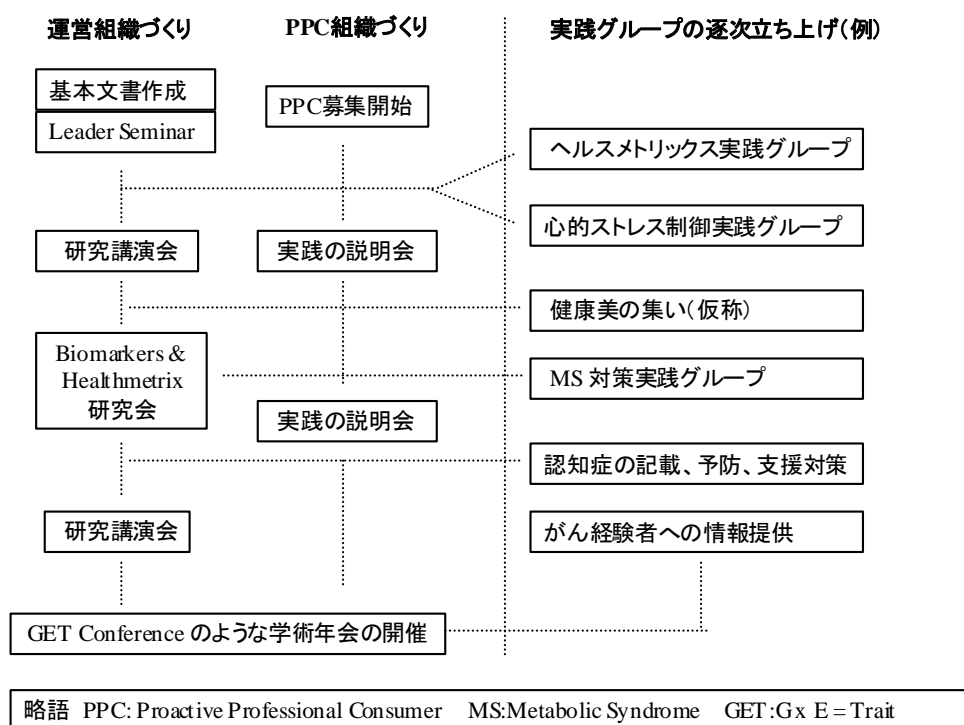 運営組織づくり
PPC組織づくり
実践グループの逐次立ち上げ(例)
基本文書作成
Leader Seminar
PPC募集開始
ヘルスメトリックス実践グループ
心的ストレス制御実践グループ
研究講演会
実践の説明会
健康美の集い(仮称)
Biomarkers &
Healthmetrix
研究会
MS 対策実践グループ
実践の説明会
認知症の記載、予防、支援対策
研究講演会
がん経験者への情報提供
GET Conference のような学術年会の開催
略語 PPC: Proactive Professional Consumer MS:Metabolic Syndrome GET:G x E = Trait